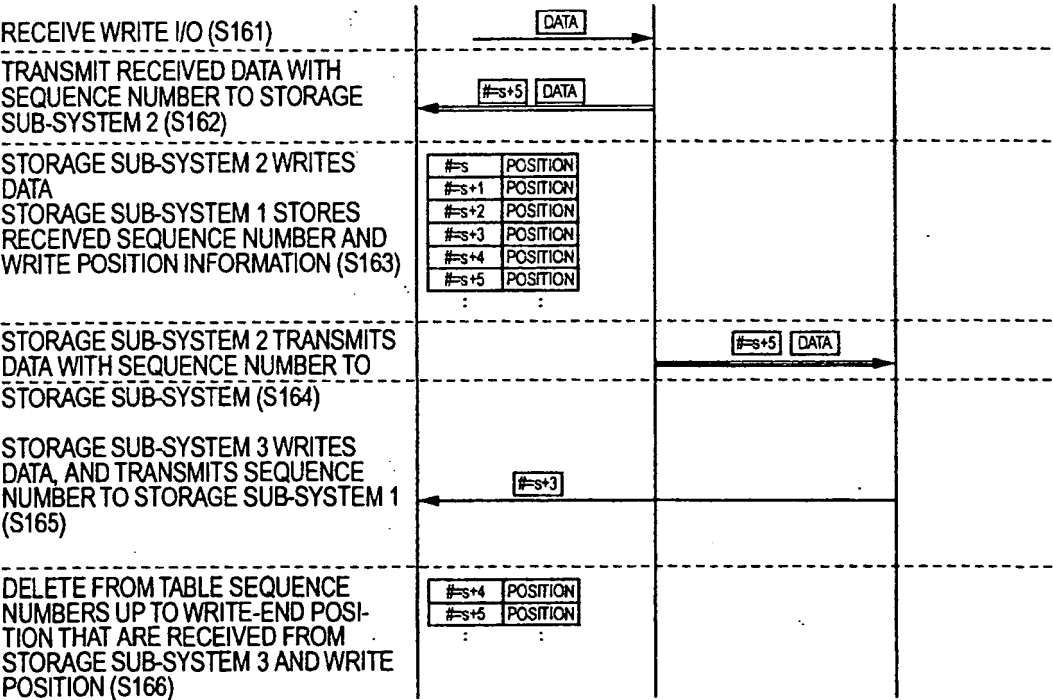 RECEIVE WRITE I/O (S161)
DATA
TRANSMIT RECEIVED DATA WITH
SEQUENCE NUMBER TO STORAGE
SUB-SYSTEM 2 (S162)
#=s+5 DATA
STORAGE SUB-SYSTEM 2 WRITES
DATA
STORAGE SUB-SYSTEM 1 STORES
RECEIVED SEQUENCE NUMBER AND
WRITE POSITION INFORMATION (S163)
#=s POSITION
#=s+1 POSITION
#=s+2 POSITION
#=s+3 POSITION
#=s+4 POSITION
#=s+5 POSITION
: :
STORAGE SUB-SYSTEM 2 TRANSMITS
DATA WITH SEQUENCE NUMBER TO
STORAGE SUB-SYSTEM (S164)
#=s+5 DATA
STORAGE SUB-SYSTEM 3 WRITES
DATA, AND TRANSMITS SEQUENCE
NUMBER TO STORAGE SUB-SYSTEM 1
(S165)
#=s+3
DELETE FROM TABLE SEQUENCE
NUMBERS UP TO WRITE-END POSI-
TION THAT ARE RECEIVED FROM
STORAGE SUB-SYSTEM 3 AND WRITE
POSITION (S166)
#=s+4 POSITION
#=s+5 POSITION
: :